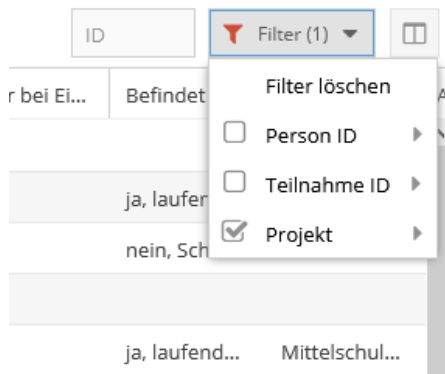 ID
Filter (1)
r bei Ei...
Befindet
Filter löschen
Person ID
Teilnahme ID
Projekt
ja, laufen
nein, Sch
ja, laufend...
Mittelschul...